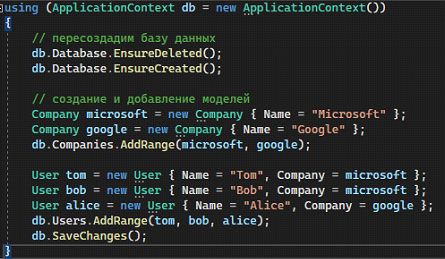 using (ApplicationContext db = new ApplicationContext())
{
// пересоздадим базу данных
db.Database.EnsureDeleted();
db.Database.EnsureCreated();
// создание и добавление моделей
Company microsoft = new Company { Name = "Microsoft" };
Company google = new Company { Name = "Google" };
db.Companies.AddRange(microsoft, google);
User tom = new User { Name = "Tom", Company = microsoft };
User bob = new User { Name = "Bob", Company = microsoft };
User alice = new User { Name = "Alice", Company = google };
db.Users.AddRange(tom, bob, alice);
db.SaveChanges();
}